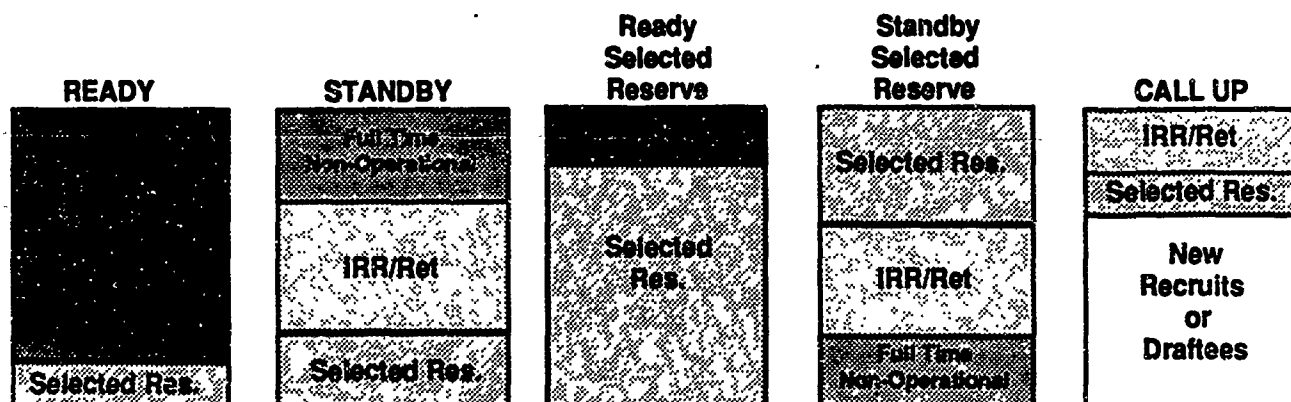 READY
Selected Res.
STANDBY
Full Time
Non-Operational
IRR/Ret
Selected Res.
Ready
Selected
Reserve
Selected
Res.
Standby
Selected
Reserve
Selected Res.
IRR/Ret
Full Time
Non-Operational
CALL UP
IRR/Ret
Selected Res.
New
Recruits
or
Draftees